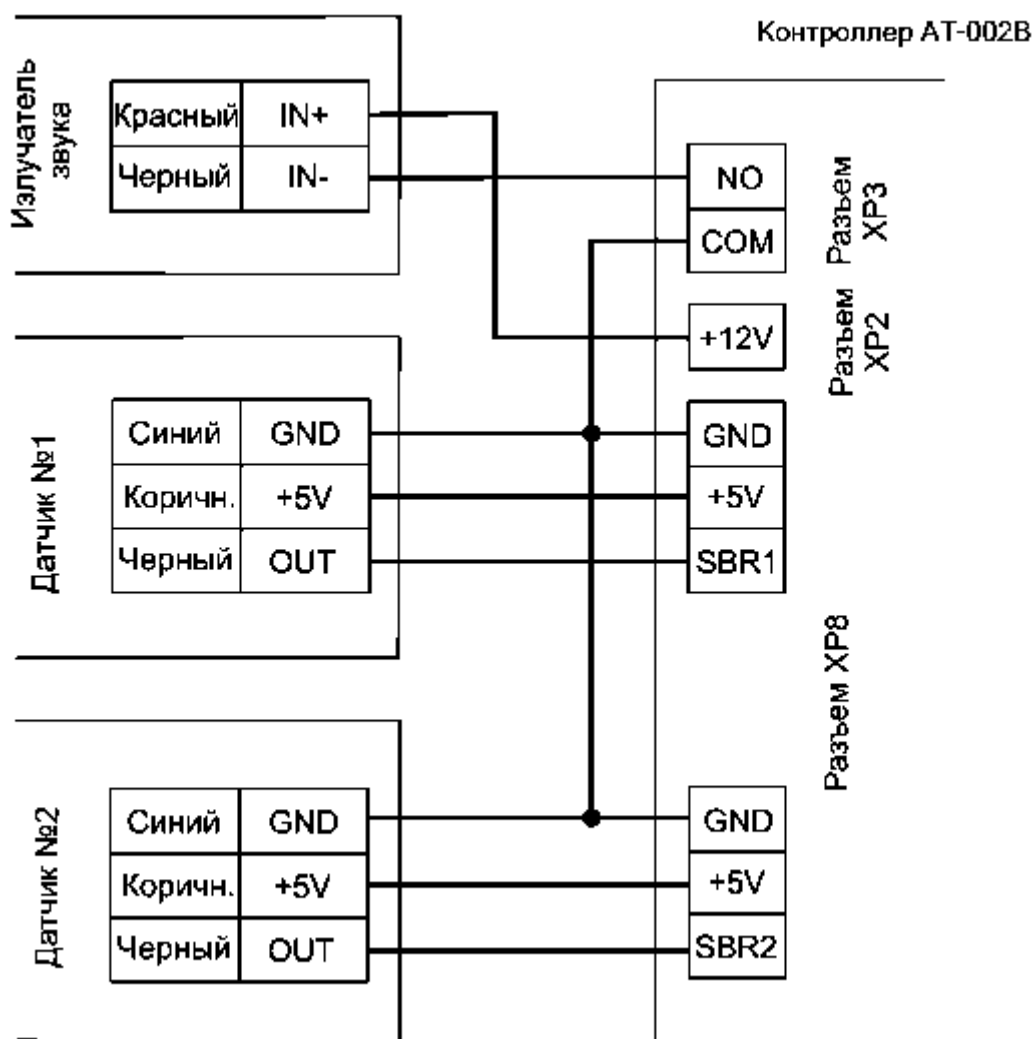 Контроллер АТ-002В
Излучатель
звука
Красный IN+
Черный IN-
NO
COM
Разъем
XP3
+12V
Разъем
XP2
Датчик №1
Синий GND
Коричн. +5V
Черный OUT
GND
+5V
SBR1
Разъем XP8
Датчик №2
Синий GND
Коричн. +5V
Черный OUT
GND
+5V
SBR2